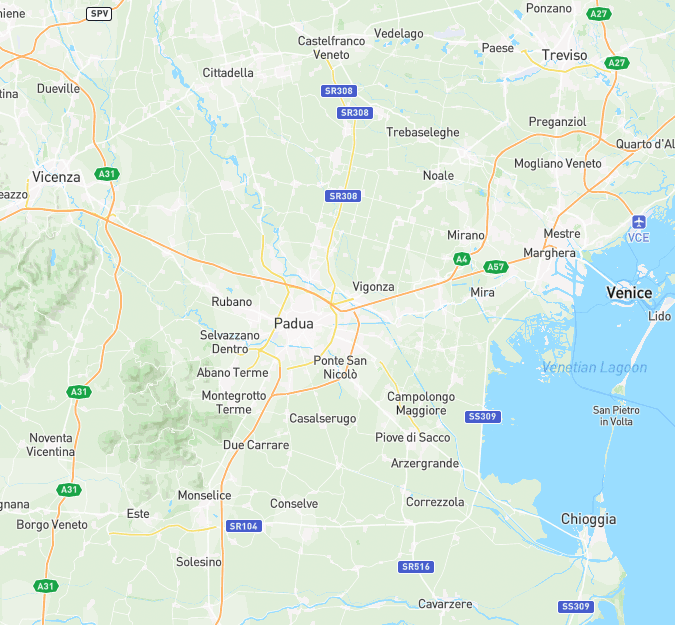 Ponzano
hiene
SPV
A27
Vedelago
Castelfranco
Veneto
Paese
Treviso
A27
Cittadella
Dueville
tina
SR308
SR308
Preganziol
Trebaseleghe
Quarto d'Al
Mogliano Veneto
Vicenza
A31
Noale
eazzo
SR308
Mirano
Mestre
VCE
Marghera
A4
A57
Vigonza
Mira
Venice
Rubano
Lido
Padua
Selvazzano
Dentro
Ponte San
Nicolò
Venetian Lagoon
Abano Terme
A31
Montegrotto
Terme
Campolongo
Maggiore
San Pietro
in Volta
Casalserugo
SS309
Noventa
Vicentina
Due Carrare
Piove di Sacco
Arzergrande
A31
Monselice
gnana
Conselve
Correzzola
Este
Borgo Veneto
SR104
Chioggia
Solesino
SR516
A31
Cavarzere
SS309